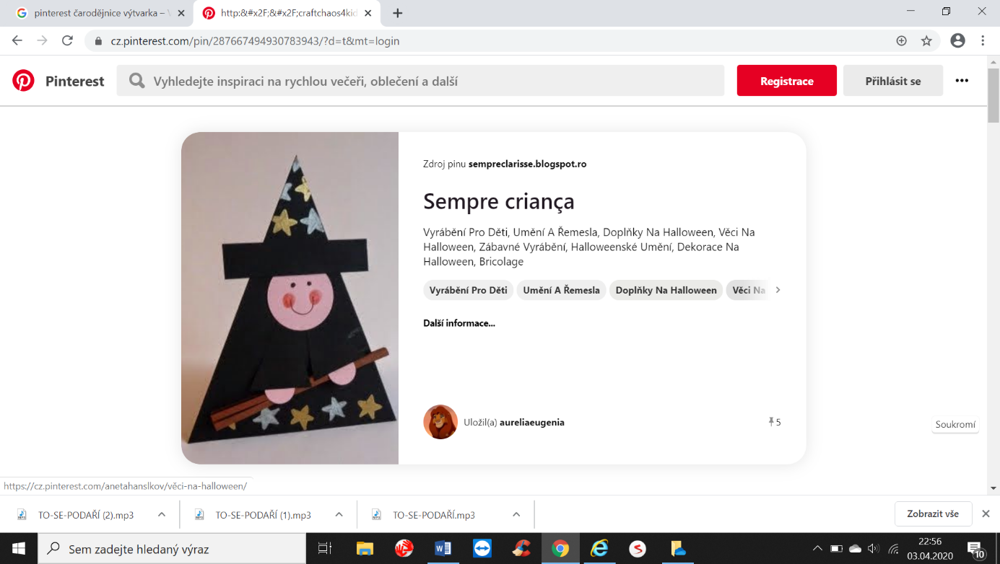 pinterest čarodějnice výtvarka – V
http:&#x2F;&#x2F;craftchaos4kid
cz.pinterest.com/pin/287667494930783943/?d=t&mt=login
Pinterest
Vyhledejte inspiraci na rychlou večeři, oblečení a další
Registrace
Přihlásit se
Zdroj pinu sempreclarisse.blogspot.ro
Sempre criança
Vyrábění Pro Děti, Umění A Řemesla, Doplňky Na Halloween, Věci Na
Halloween, Zábavné Vyrábění, Halloweenské Umění, Dekorace Na
Halloween, Bricolage
Vyrábění Pro Děti
Umění A Řemesla
Doplňky Na Halloween
Věci Na
Další informace...
Uložil(a) aureliaeugenia
5
Soukromí
https://cz.pinterest.com/anetahanslkov/věci-na-halloween/
TO-SE-PODAŘÍ (2).mp3
TO-SE-PODAŘÍ (1).mp3
TO-SE-PODAŘÍ.mp3
Zobrazit vše
Sem zadejte hledaný výraz
22:56
03.04.2020
10